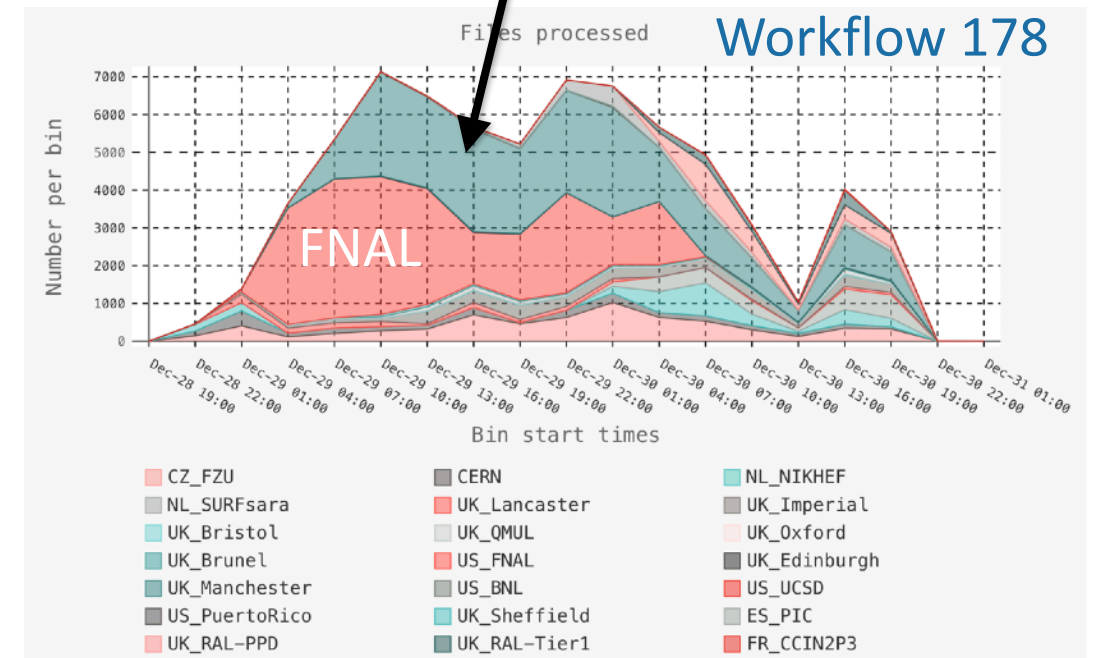 Files processed
Workflow 178
7000
6000
5000
4000
3000
2000
1000
0
Number per bin
FNAL
Dec-28 19:00
Dec-28 22:00
Dec-29 01:00
Dec-29 04:00
Dec-29 07:00
Dec-29 10:00
Dec-29 13:00
Dec-29 16:00
Dec-29 19:00
Dec-29 22:00
Dec-30 01:00
Dec-30 04:00
Dec-30 07:00
Dec-30 10:00
Dec-30 13:00
Dec-30 16:00
Dec-30 19:00
Dec-30 22:00
Dec-31 01:00
Bin start times
CZ_FZU CERN NL_NIKHEF
NL_SURFsara UK_Lancaster UK_Imperial
UK_Bristol UK_QMUL UK_Oxford
UK_Brunel US_FNAL UK_Edinburgh
UK_Manchester US_BNL US_UCSD
US_PuertoRico UK_Sheffield ES_PIC
UK_RAL-PPD UK_RAL-Tier1 FR_CCIN2P3